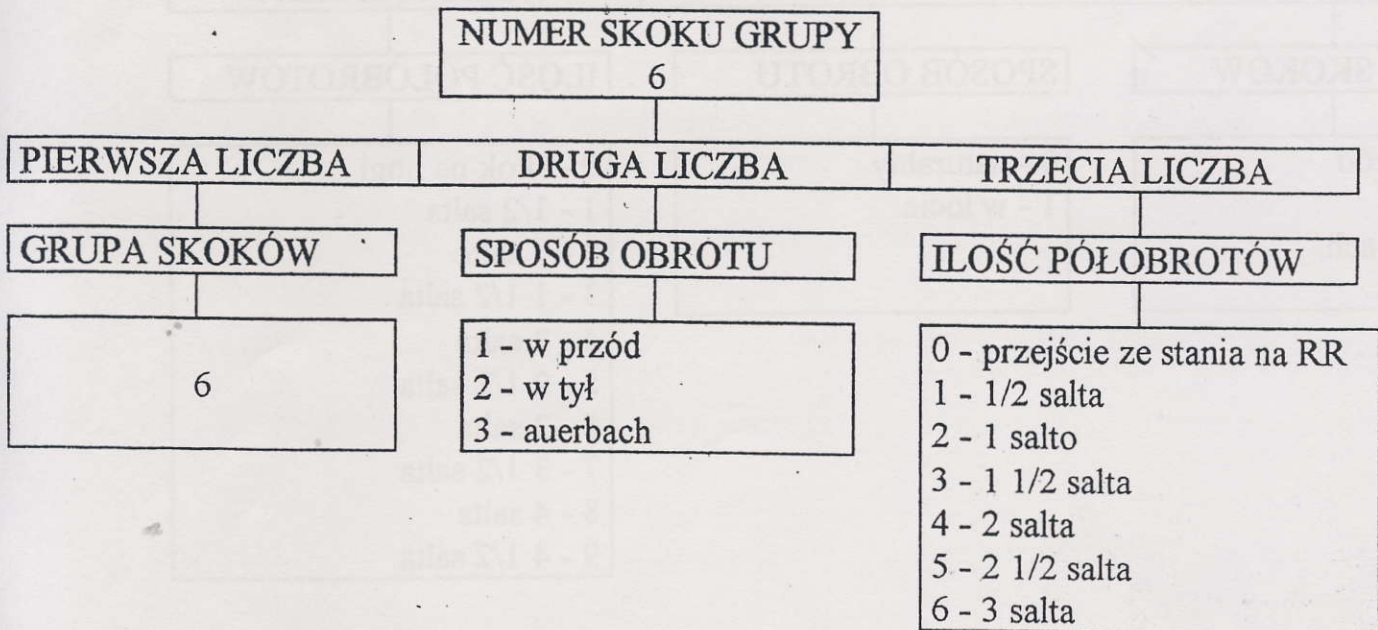 NUMER SKOKU GRUPY
6
PIERWSZA LICZBA
DRUGA LICZBA
TRZECIA LICZBA
GRUPA SKOKÓW
SPOSÓB OBROTU
ILOŚĆ PÓŁOBROTÓW
6
1 - w przód
2 - w tył
3 - auerbach
0 - przejście ze stania na RR
1 - 1/2 salta
2 - 1 salto
3 - 1 1/2 salta
4 - 2 salta
5 - 2 1/2 salta
6 - 3 salta